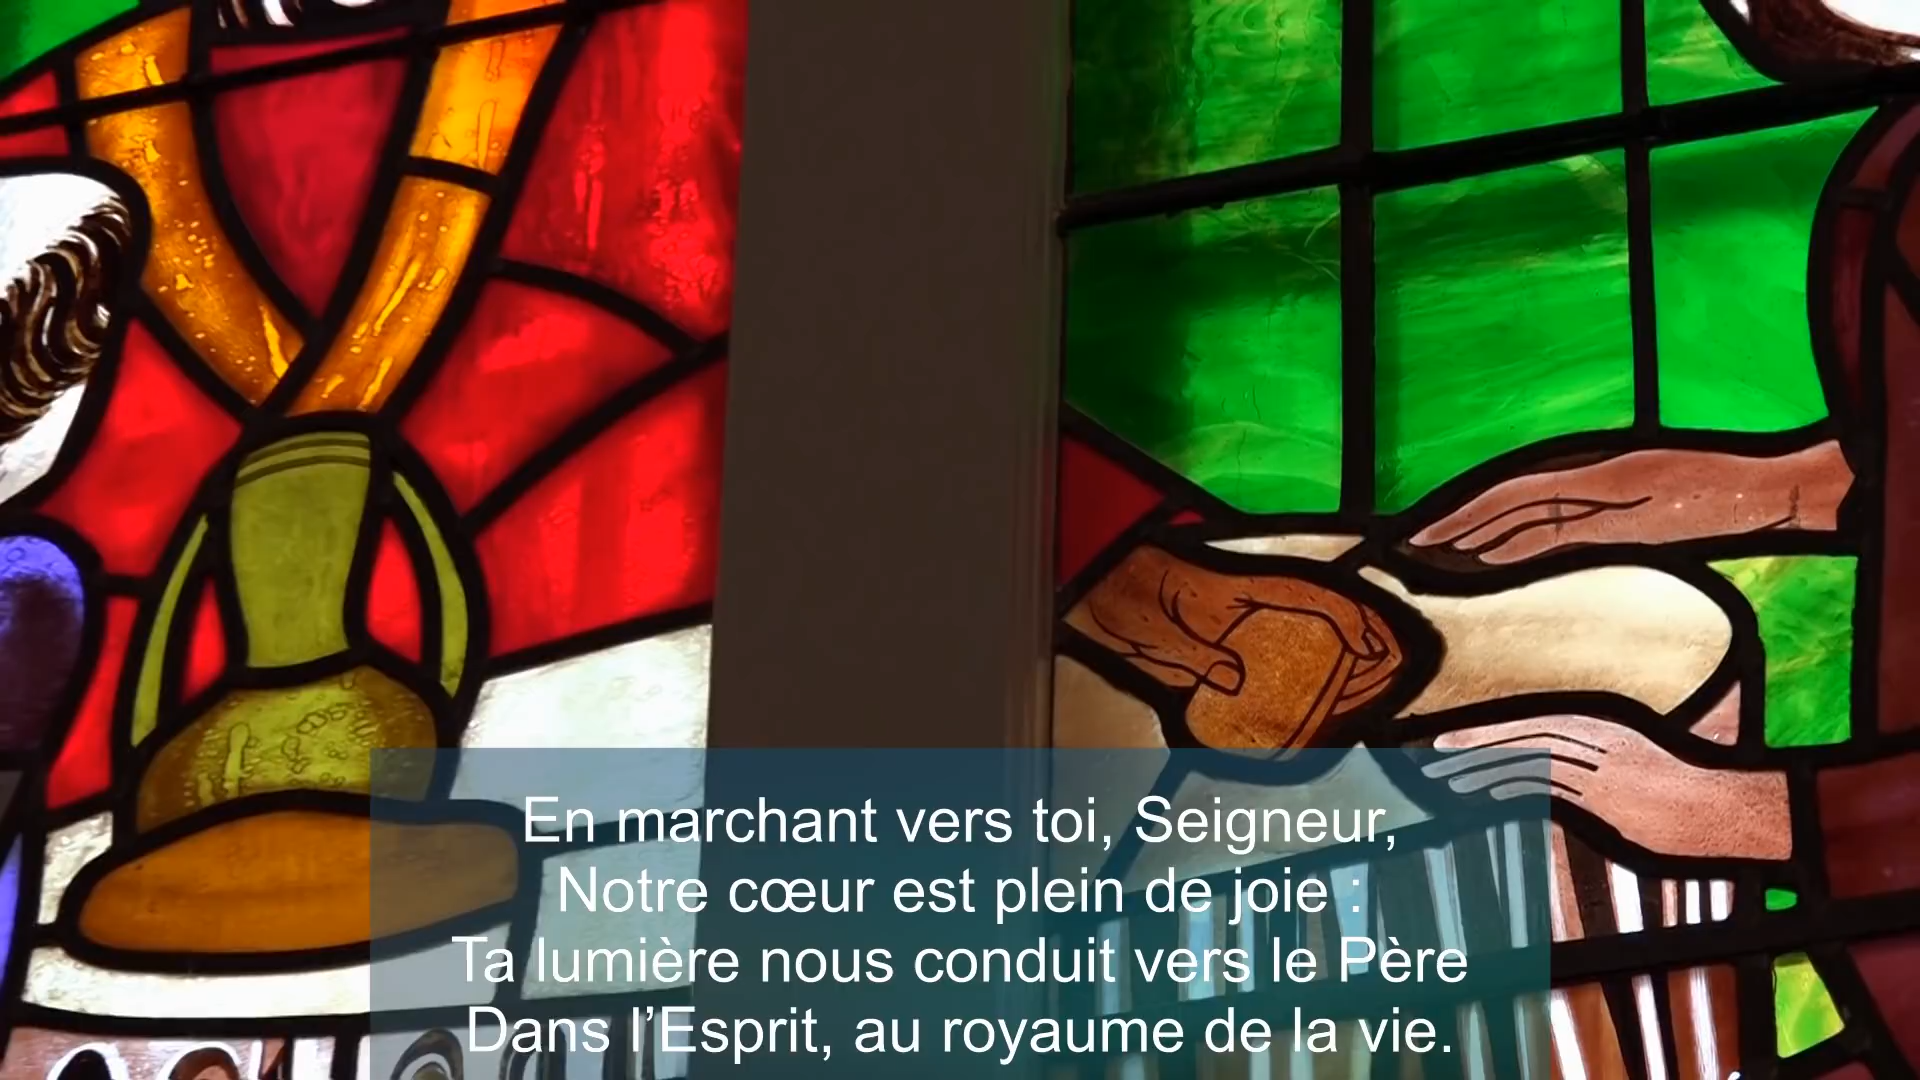 En marchant vers toi, Seigneur,
Notre cœur est plein de joie :
Ta lumière nous conduit vers le Père
Dans l’Esprit, au royaume de la vie.